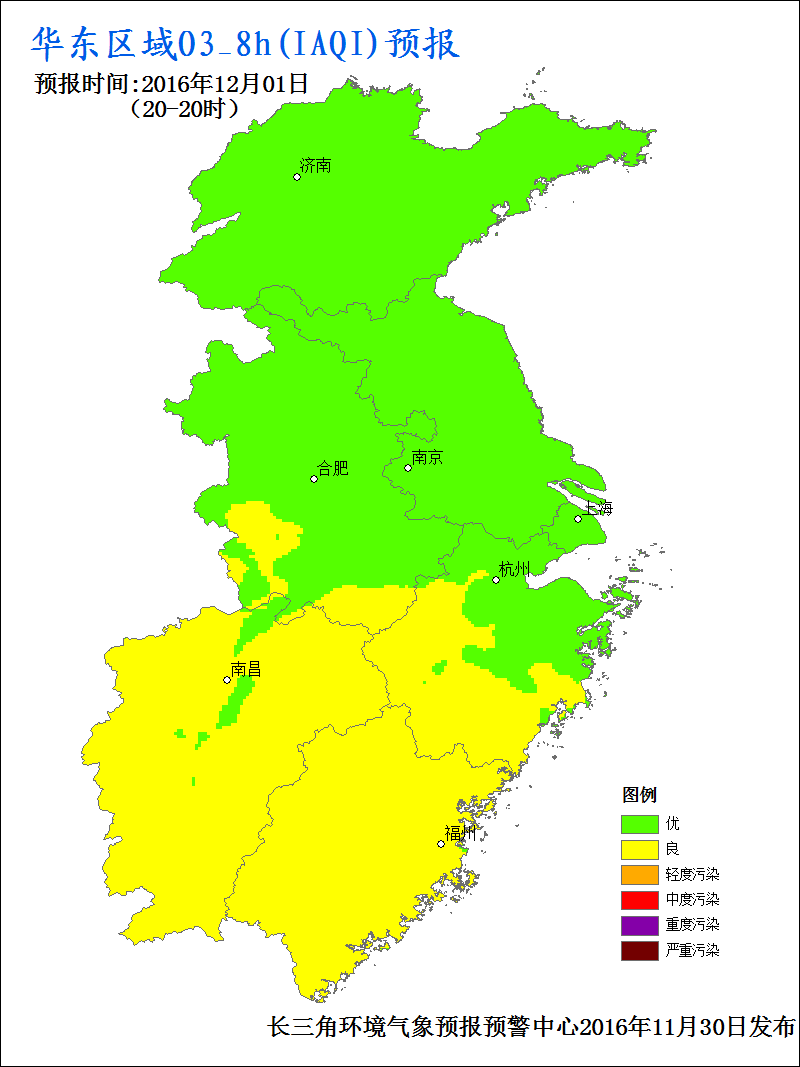 华东区域O3_8h(IAQI)预报
预报时间:2016年12月01日
(20-20时)
济南
合肥
南京
上海
杭州
南昌
福州
图例
优
良
轻度污染
中度污染
重度污染
严重污染
长三角环境气象预报预警中心2016年11月30日发布